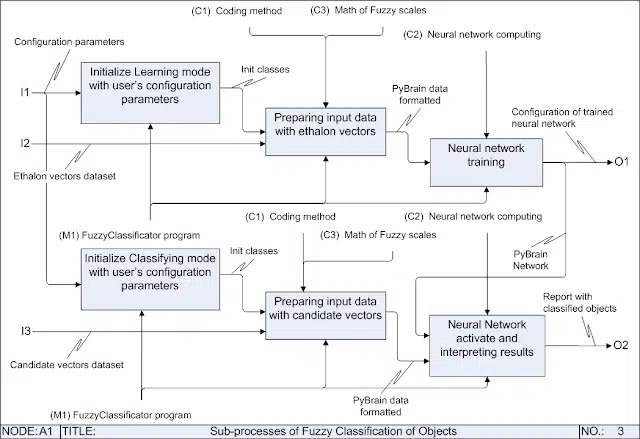 (C1) Coding method
(C3) Math of Fuzzy scales
(C2) Neural network computing
Configuration parameters
I1
Initialize Learning mode
with user's configuration
parameters
Init classes
Preparing input data
with ethalon vectors
PyBrain data
formatted
Neural network
training
Configuration of trained
neural network
O1
I2
Ethalon vectors dataset
(M1) FuzzyClassificator program
(C1) Coding method
(C3) Math of Fuzzy scales
(C2) Neural network computing
Initialize Classifying mode
with user's configuration
parameters
Init classes
Preparing input data
with candidate vectors
PyBrain
Network
Neural Network
activate and
interpreting results
Report with
classified objects
O2
I3
Candidate vectors dataset
PyBrain data
formatted
(M1) FuzzyClassificator program
NODE: A1 TITLE: Sub-processes of Fuzzy Classification of Objects NO.: 3